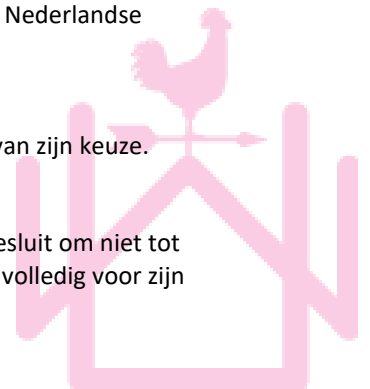 Nederlandse
van zijn keuze.
esluit om niet tot
volledig voor zijn